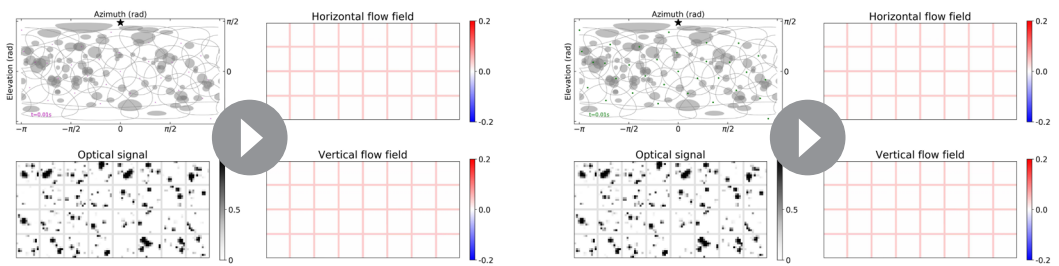 Azimuth (rad)
Horizontal flow field
Elevation (rad)
t=0.01s
−π
−π/2
0
π/2
π/2
0
−π
0.2
0.0
-0.2
Optical signal
Vertical flow field
1
0.5
0
0.2
0.0
-0.2
Azimuth (rad)
Horizontal flow field
Elevation (rad)
t=0.01s
−π
−π/2
0
π/2
π/2
0
0.2
0.0
-0.2
Optical signal
Vertical flow field
0.5
0
0.2
0.0
-0.2